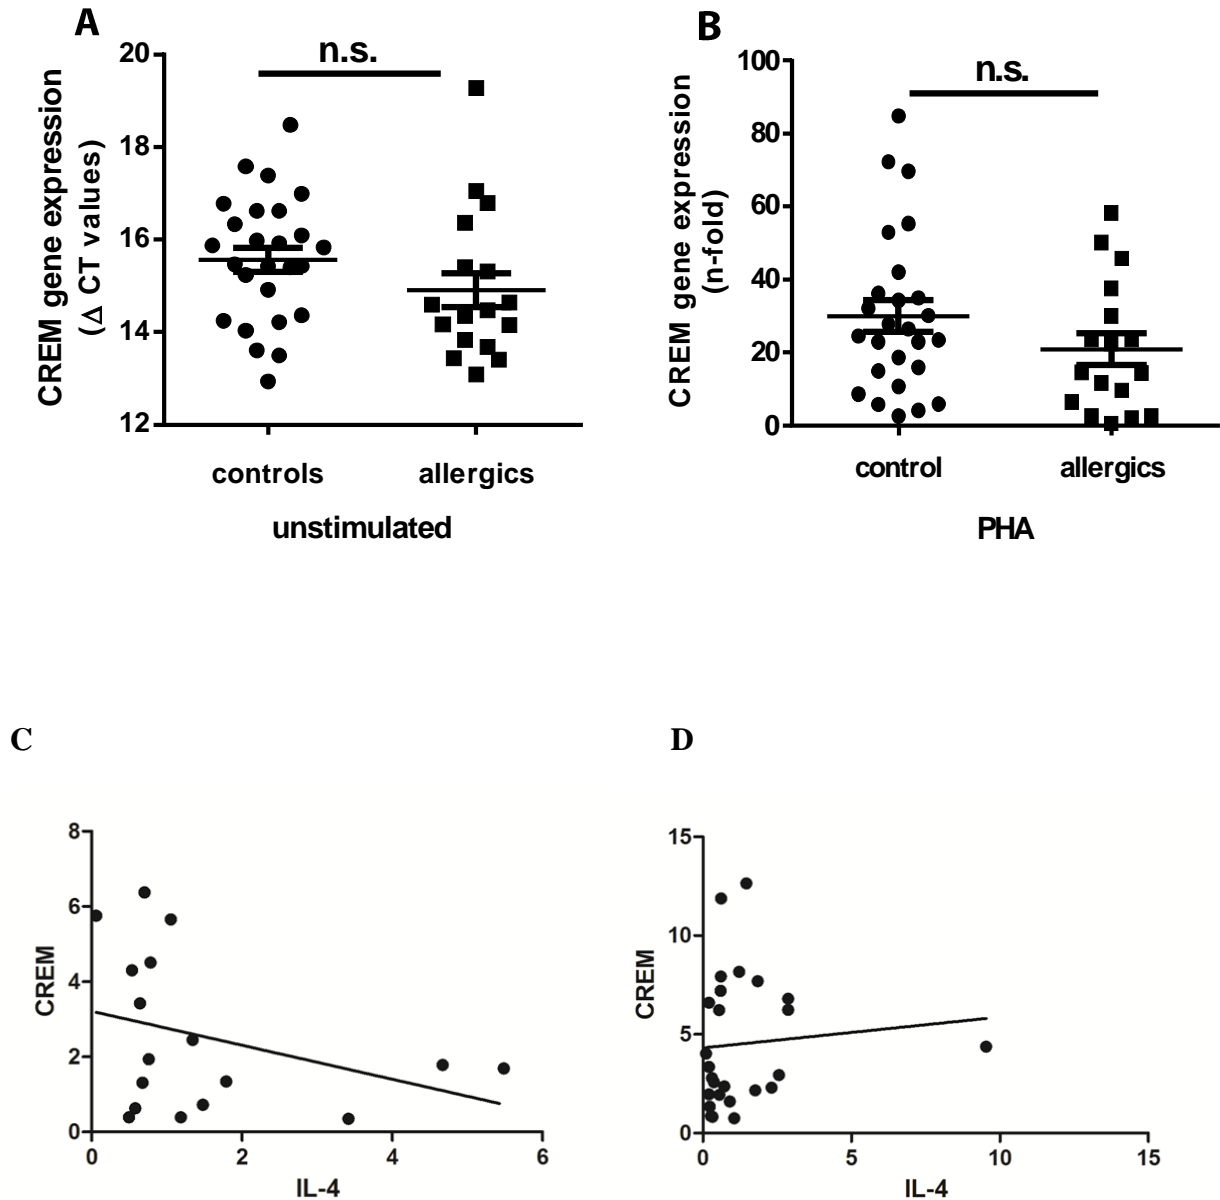 A
n.s.
CREM gene expression
(Δ CT values)
20
18
16
14
12
controls
allergics
unstimulated
B
n.s.
CREM gene expression
(n-fold)
100
80
60
40
20
0
control
allergics
PHA
C
CREM
8
6
4
2
0
0 2 4 6
IL-4
D
CREM
15
10
5
0
0 5 10 15
IL-4